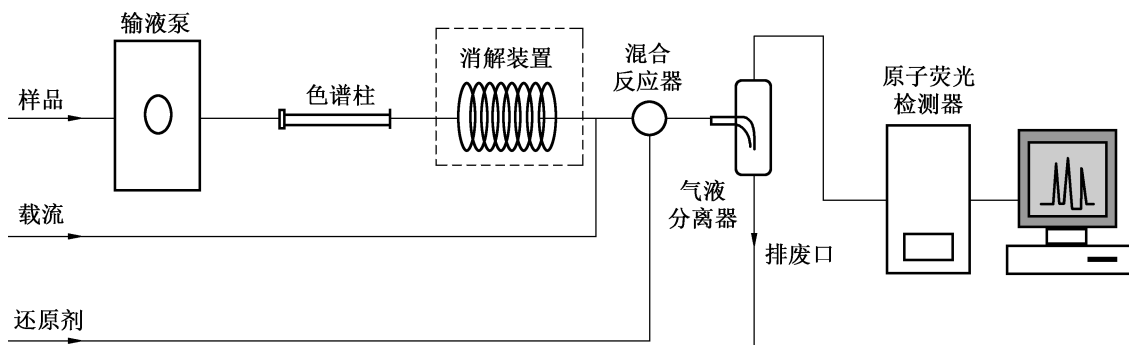 输液泵
样品
色谱柱
消解装置
混合
反应器
原子荧光
检测器
载流
气液
分离器
排废口
还原剂